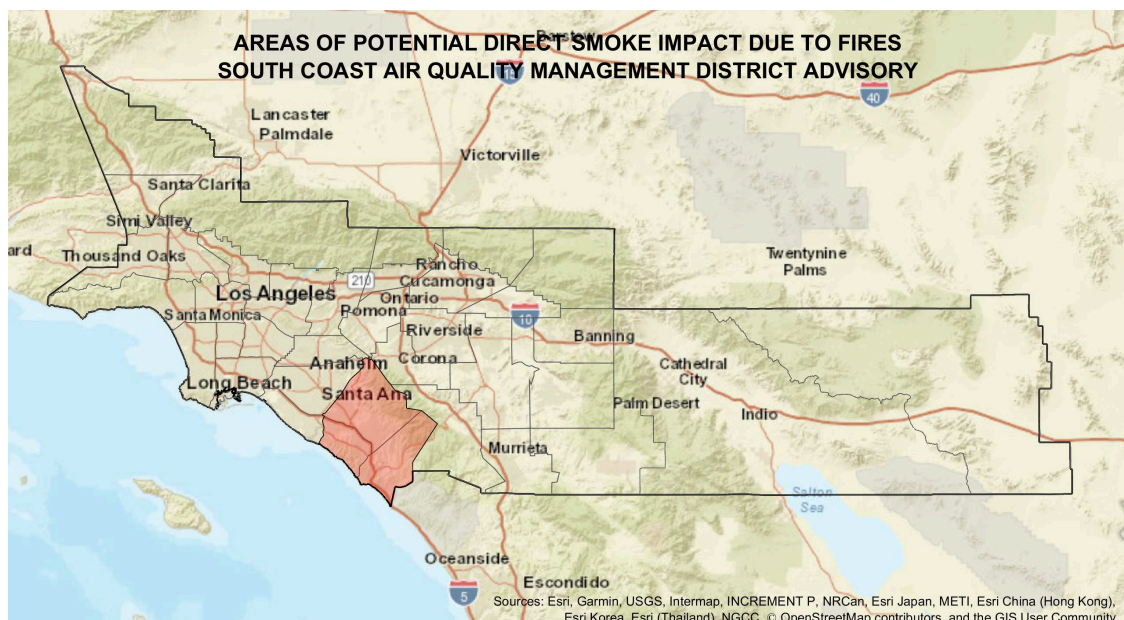 AREAS OF POTENTIAL DIRECT SMOKE IMPACT DUE TO FIRES
SOUTH COAST AIR QUALITY MANAGEMENT DISTRICT ADVISORY
Barstow
15
40
Lancaster
Palmdale
Victorville
Santa Clarita
Simi Valley
ard
Thousand Oaks
Twentynine
Palms
Rancho
Cucamonga
210
Los Angeles
Ontario
Santa Monica
Pomona
10
Riverside
Banning
Anaheim
Corona
Cathedral
City
Long Beach
Santa Ana
Palm Desert
Indio
Murrieta
Salton
Sea
Oceanside
Escondido
5
Sources: Esri, Garmin, USGS, Intermap, INCREMENT P, NRCan, Esri Japan, METI, Esri China (Hong Kong),
Esri Korea, Esri (Thailand), NGCC, © OpenStreetMap contributors, and the GIS User Community